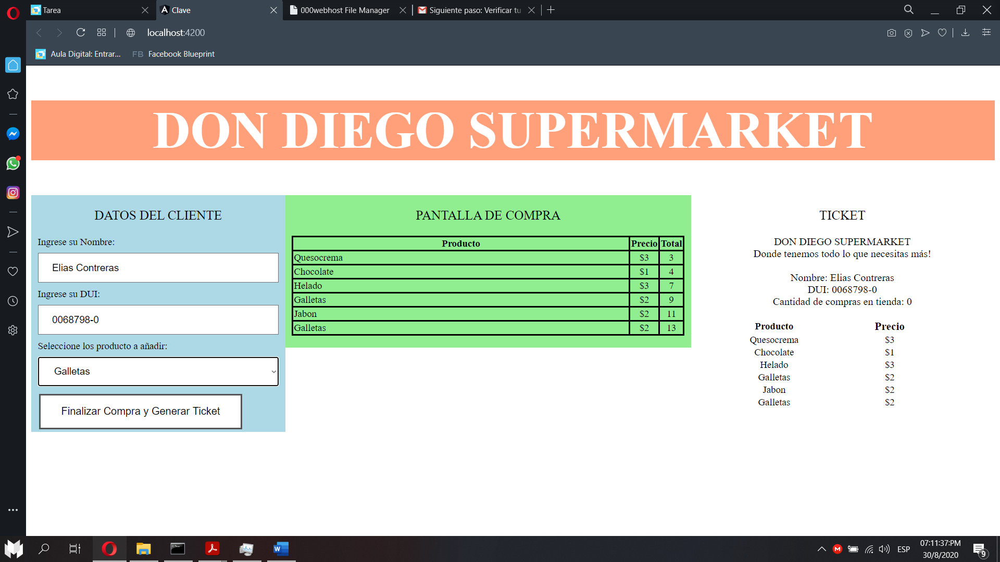 Tarea
Clave
000webhost File Manager
Siguiente paso: Verificar tu
localhost:4200
Aula Digital: Entrar...
FB Facebook Blueprint
DON DIEGO SUPERMARKET
DATOS DEL CLIENTE
Ingrese su Nombre:
Elias Contreras
Ingrese su DUI:
0068798-0
Seleccione los producto a añadir:
Galletas
Finalizar Compra y Generar Ticket
PANTALLA DE COMPRA
Producto Precio Total
Quesocrema $3 3
Chocolate $1 4
Helado $3 7
Galletas $2 9
Jabon $2 11
Galletas $2 13
TICKET
DON DIEGO SUPERMARKET
Donde tenemos todo lo que necesitas más!
Nombre: Elias Contreras
DUI: 0068798-0
Cantidad de compras en tienda: 0
Producto Precio
Quesocrema $3
Chocolate $1
Helado $3
Galletas $2
Jabon $2
Galletas $2
ESP
07:11:37:PM
30/8/2020
9